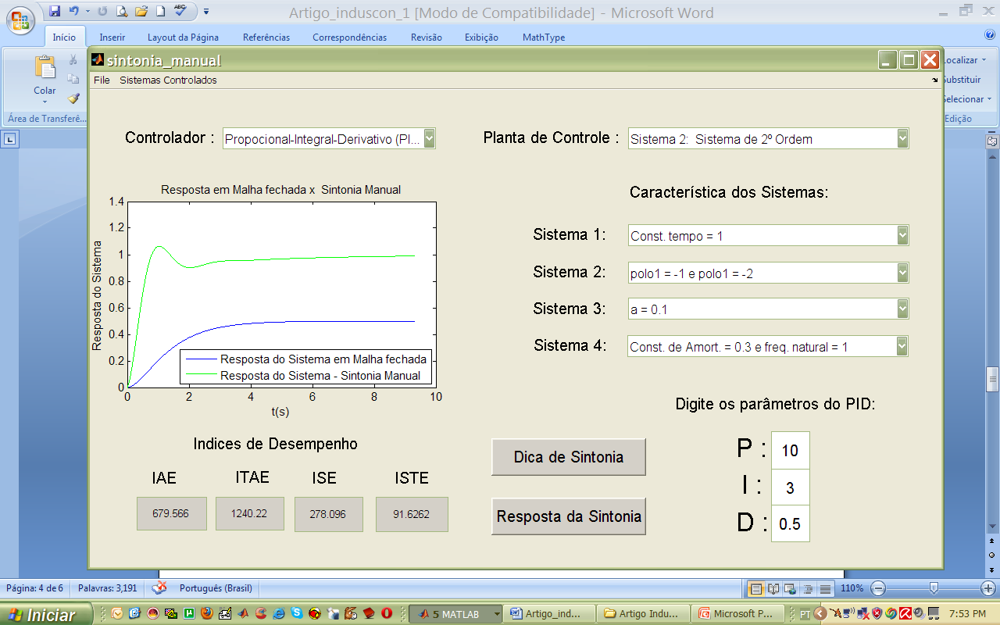 Artigo_induscon_1 [Modo de Compatibilidade] - Microsoft Word
Início Inserir Layout da Página Referências Correspondências Revisão Exibição MathType
Colar
Área de Transferê...
Localizar
Substituir
Selecionar
Edição
sintonia_manual
File Sistemas Controlados
Controlador : Propocional-Integral-Derivativo (PI...
Planta de Controle : Sistema 2: Sistema de 2º Ordem
Resposta em Malha fechada x Sintonia Manual
Resposta do Sistema
1.4
1.2
1
0.8
0.6
0.4
0.2
0
0 2 4 6 8 10
t(s)
Resposta do Sistema em Malha fechada
Resposta do Sistema - Sintonia Manual
Característica dos Sistemas:
Sistema 1: Const. tempo = 1
Sistema 2: polo1 = -1 e polo1 = -2
Sistema 3: a = 0.1
Sistema 4: Const. de Amort. = 0.3 e freq. natural = 1
Digite os parâmetros do PID:
P : 10
I : 3
D : 0.5
Indices de Desempenho
IAE ITAE ISE ISTE
679.566 1240.22 278.096 91.6262
Dica de Sintonia
Resposta da Sintonia
Página: 4 de 6 Palavras: 3,191 Português (Brasil) 110%
Iniciar 5 MATLAB Artigo_ind... Artigo Indu... Microsoft P... PT 7:53 PM